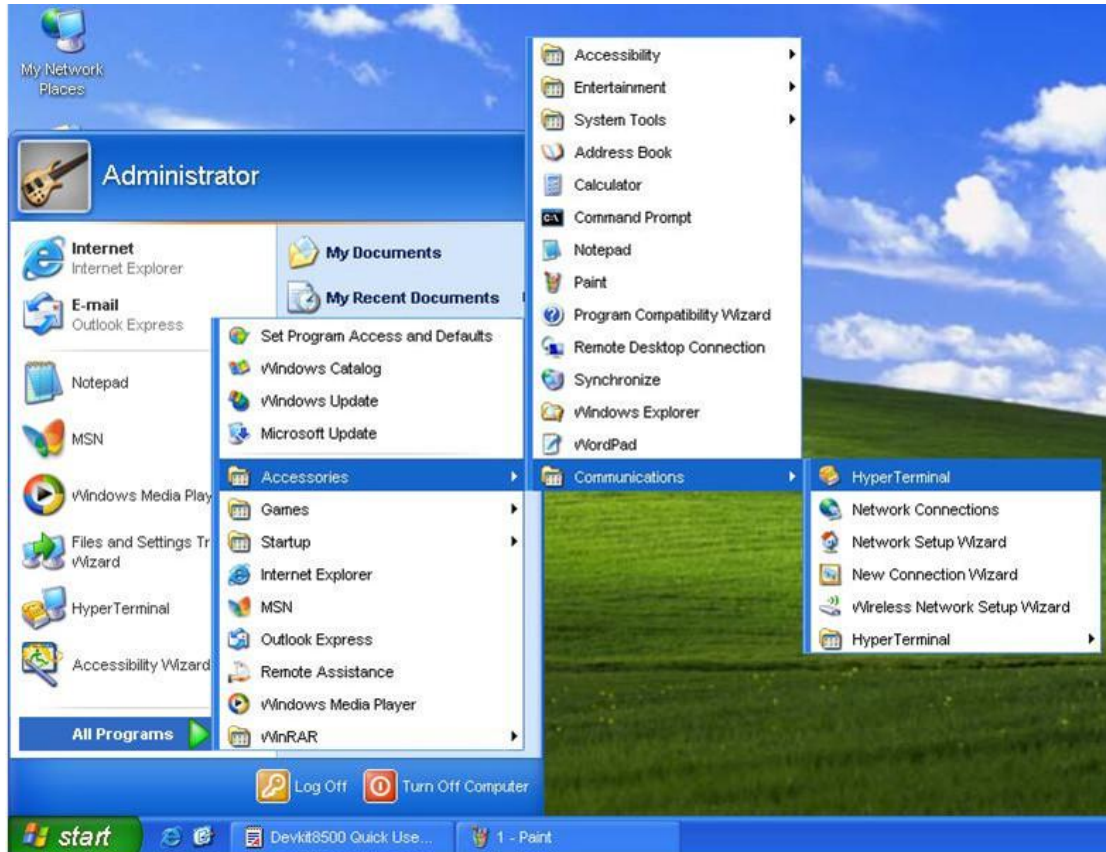 My Network
Places
Administrator
Internet
Internet Explorer
E-mail
Outlook Express
Notepad
MSN
Windows Media Play
Files and Settings Tr
Wizard
HyperTerminal
Accessibility Wizard
All Programs
My Documents
My Recent Documents
Set Program Access and Defaults
Windows Catalog
Windows Update
Microsoft Update
Accessories
Games
Startup
Internet Explorer
MSN
Outlook Express
Remote Assistance
Windows Media Player
WinRAR
Accessibility
Entertainment
System Tools
Address Book
Calculator
Command Prompt
Notepad
Paint
Program Compatibility Wizard
Remote Desktop Connection
Synchronize
Windows Explorer
WordPad
Communications
HyperTerminal
Network Connections
Network Setup Wizard
New Connection Wizard
Wireless Network Setup Wizard
HyperTerminal
Log Off
Turn Off Computer
start
Devkit8500 Quick Use...
1 - Paint